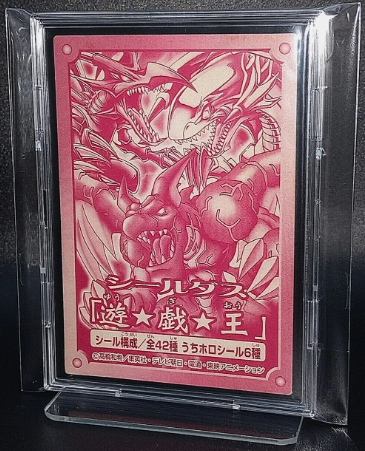 シールダス
「遊★戯★王」
シール構成/全42種 うちホロシール6種
©高橋和希/集英社・テレビ朝日・電通・東映アニメーション